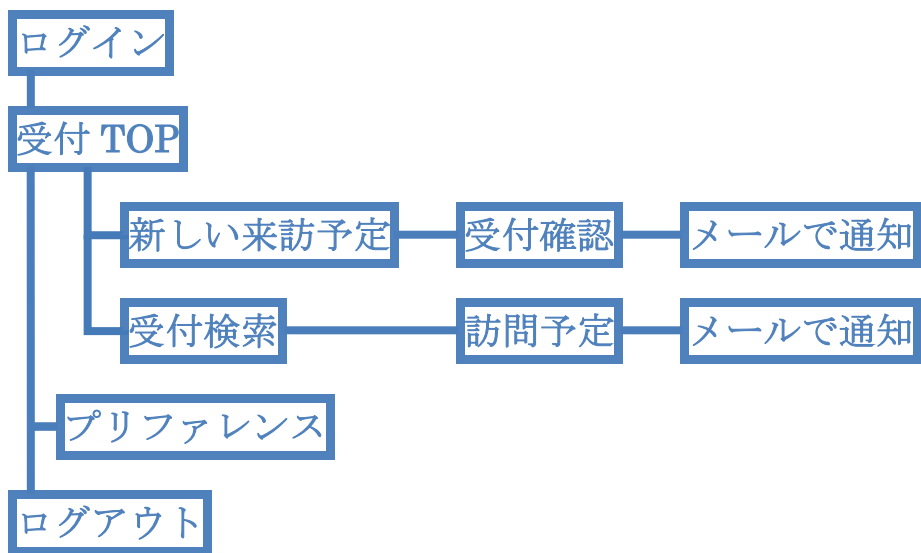 ログイン
受付 TOP
新しい来訪予定
受付確認
メールで通知
受付検索
訪問予定
メールで通知
プリファレンス
ログアウト